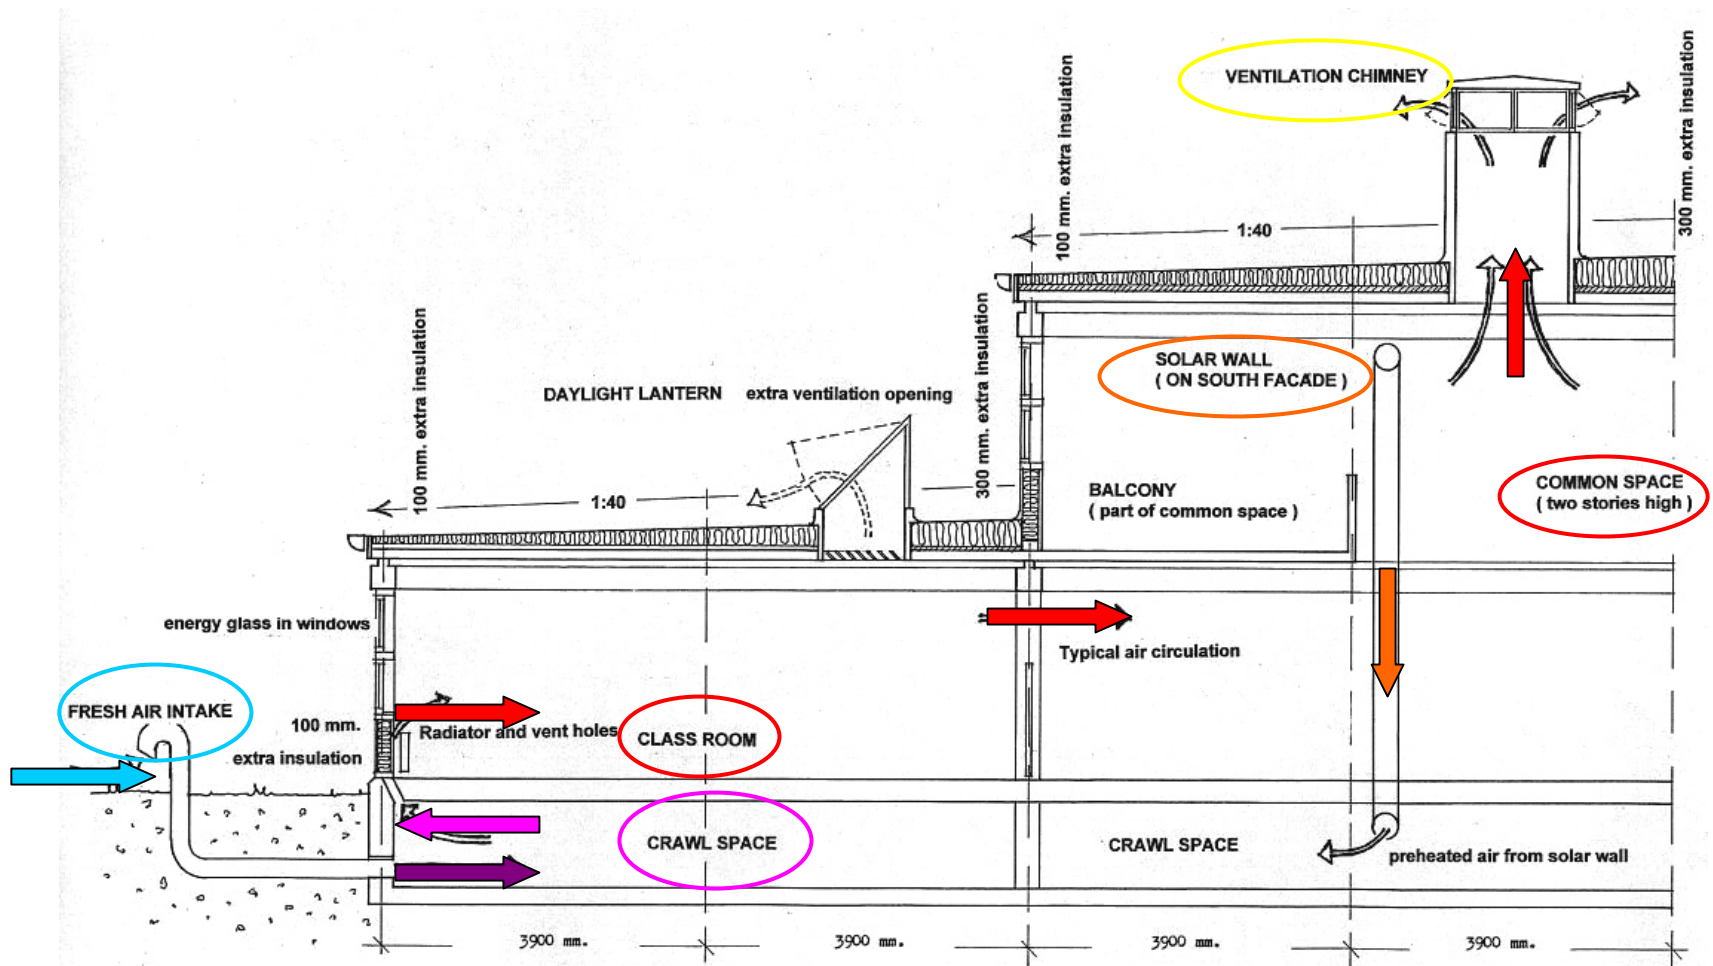 VENTILATION CHIMNEY
100 mm. extra insulation
300 mm. extra insulation
1:40
SOLAR WALL
( ON SOUTH FACADE )
100 mm. extra insulation
DAYLIGHT LANTERN
extra ventilation opening
300 mm. extra insulation
1:40
BALCONY
( part of common space )
COMMON SPACE
( two stories high )
energy glass in windows
Typical air circulation
FRESH AIR INTAKE
100 mm.
extra insulation
Radiator and vent holes
CLASS ROOM
CRAWL SPACE
CRAWL SPACE
preheated air from solar wall
3900 mm.
3900 mm.
3900 mm.
3900 mm.